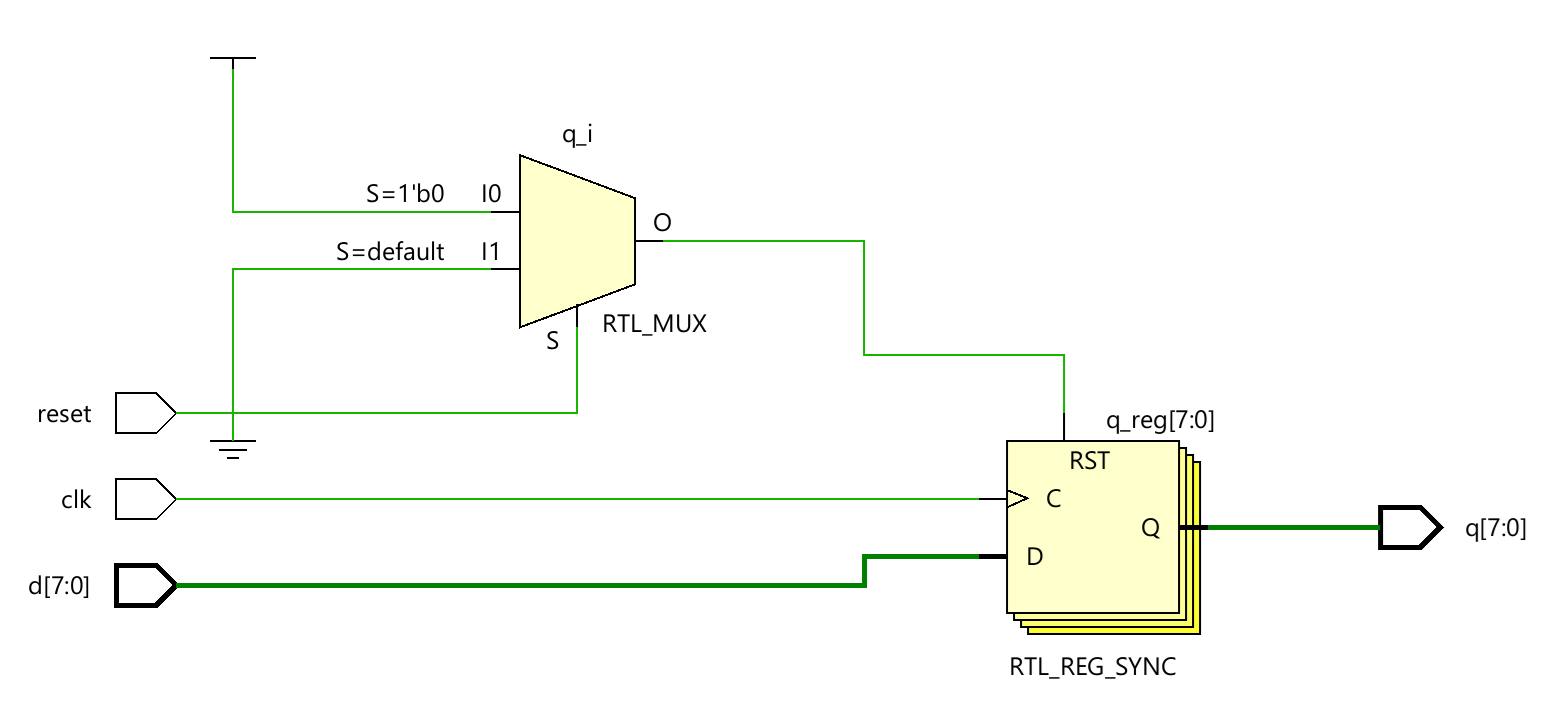 q_i
S=1'b0 I0
O
S=default I1
RTL_MUX
S
reset
q_reg[7:0]
RST
clk
C
Q
q[7:0]
D
d[7:0]
RTL_REG_SYNC